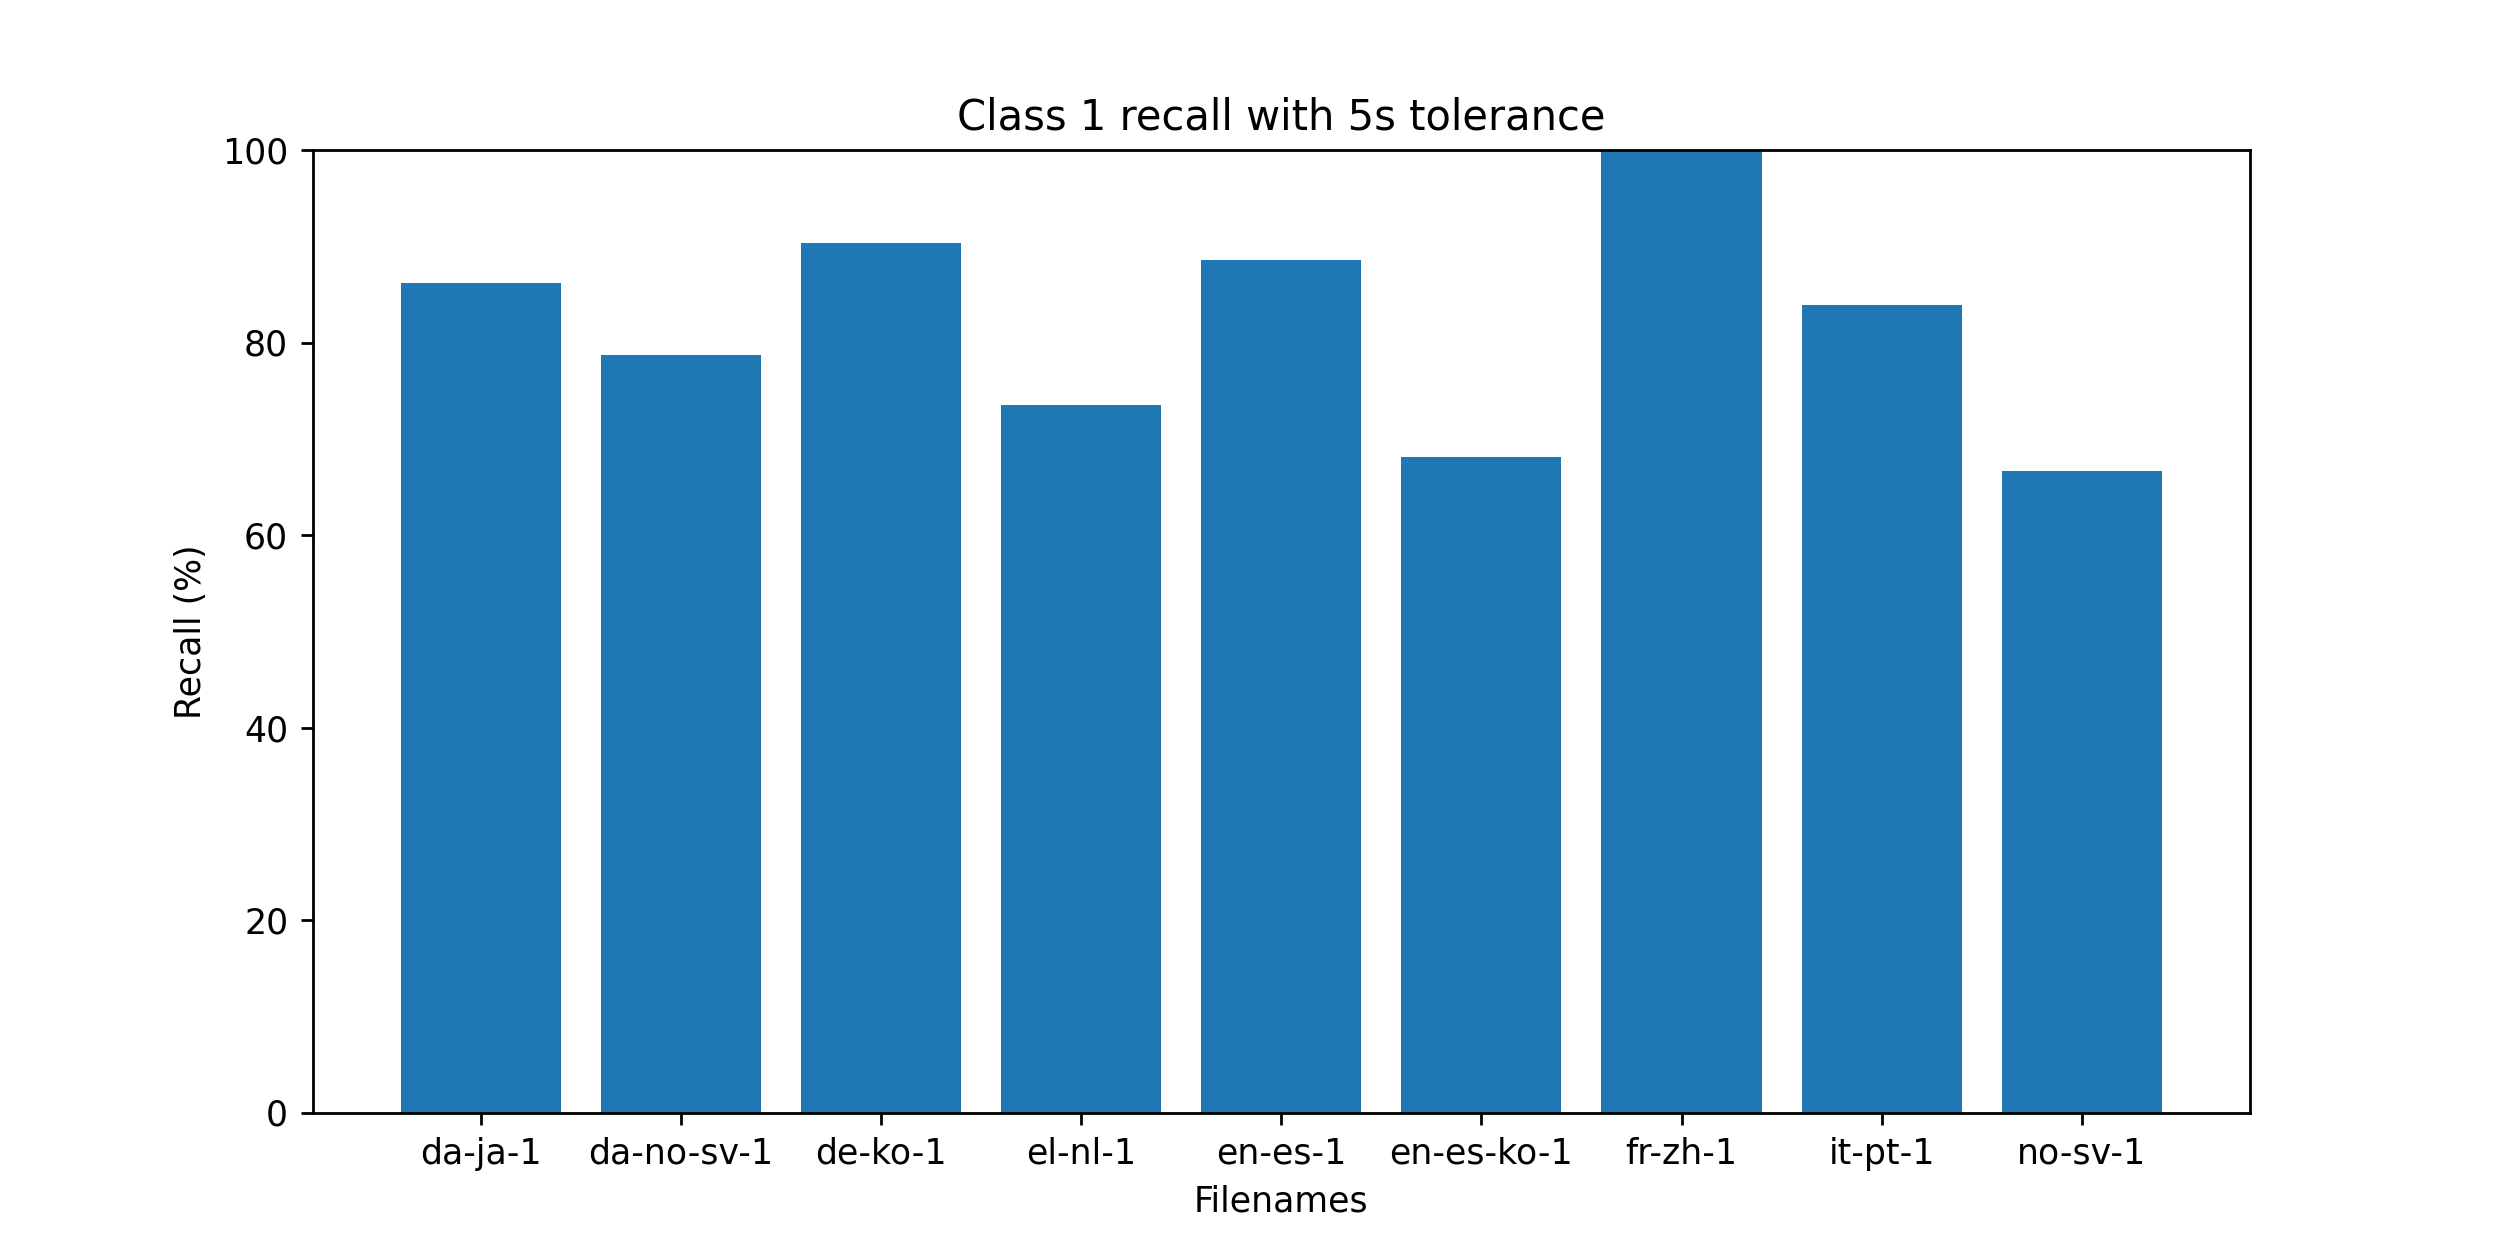 Class 1 recall with 5s tolerance
100
80
60
40
20
0
Recall (%)
da-ja-1 da-no-sv-1 de-ko-1 el-nl-1 en-es-1 en-es-ko-1 fr-zh-1 it-pt-1 no-sv-1
Filenames